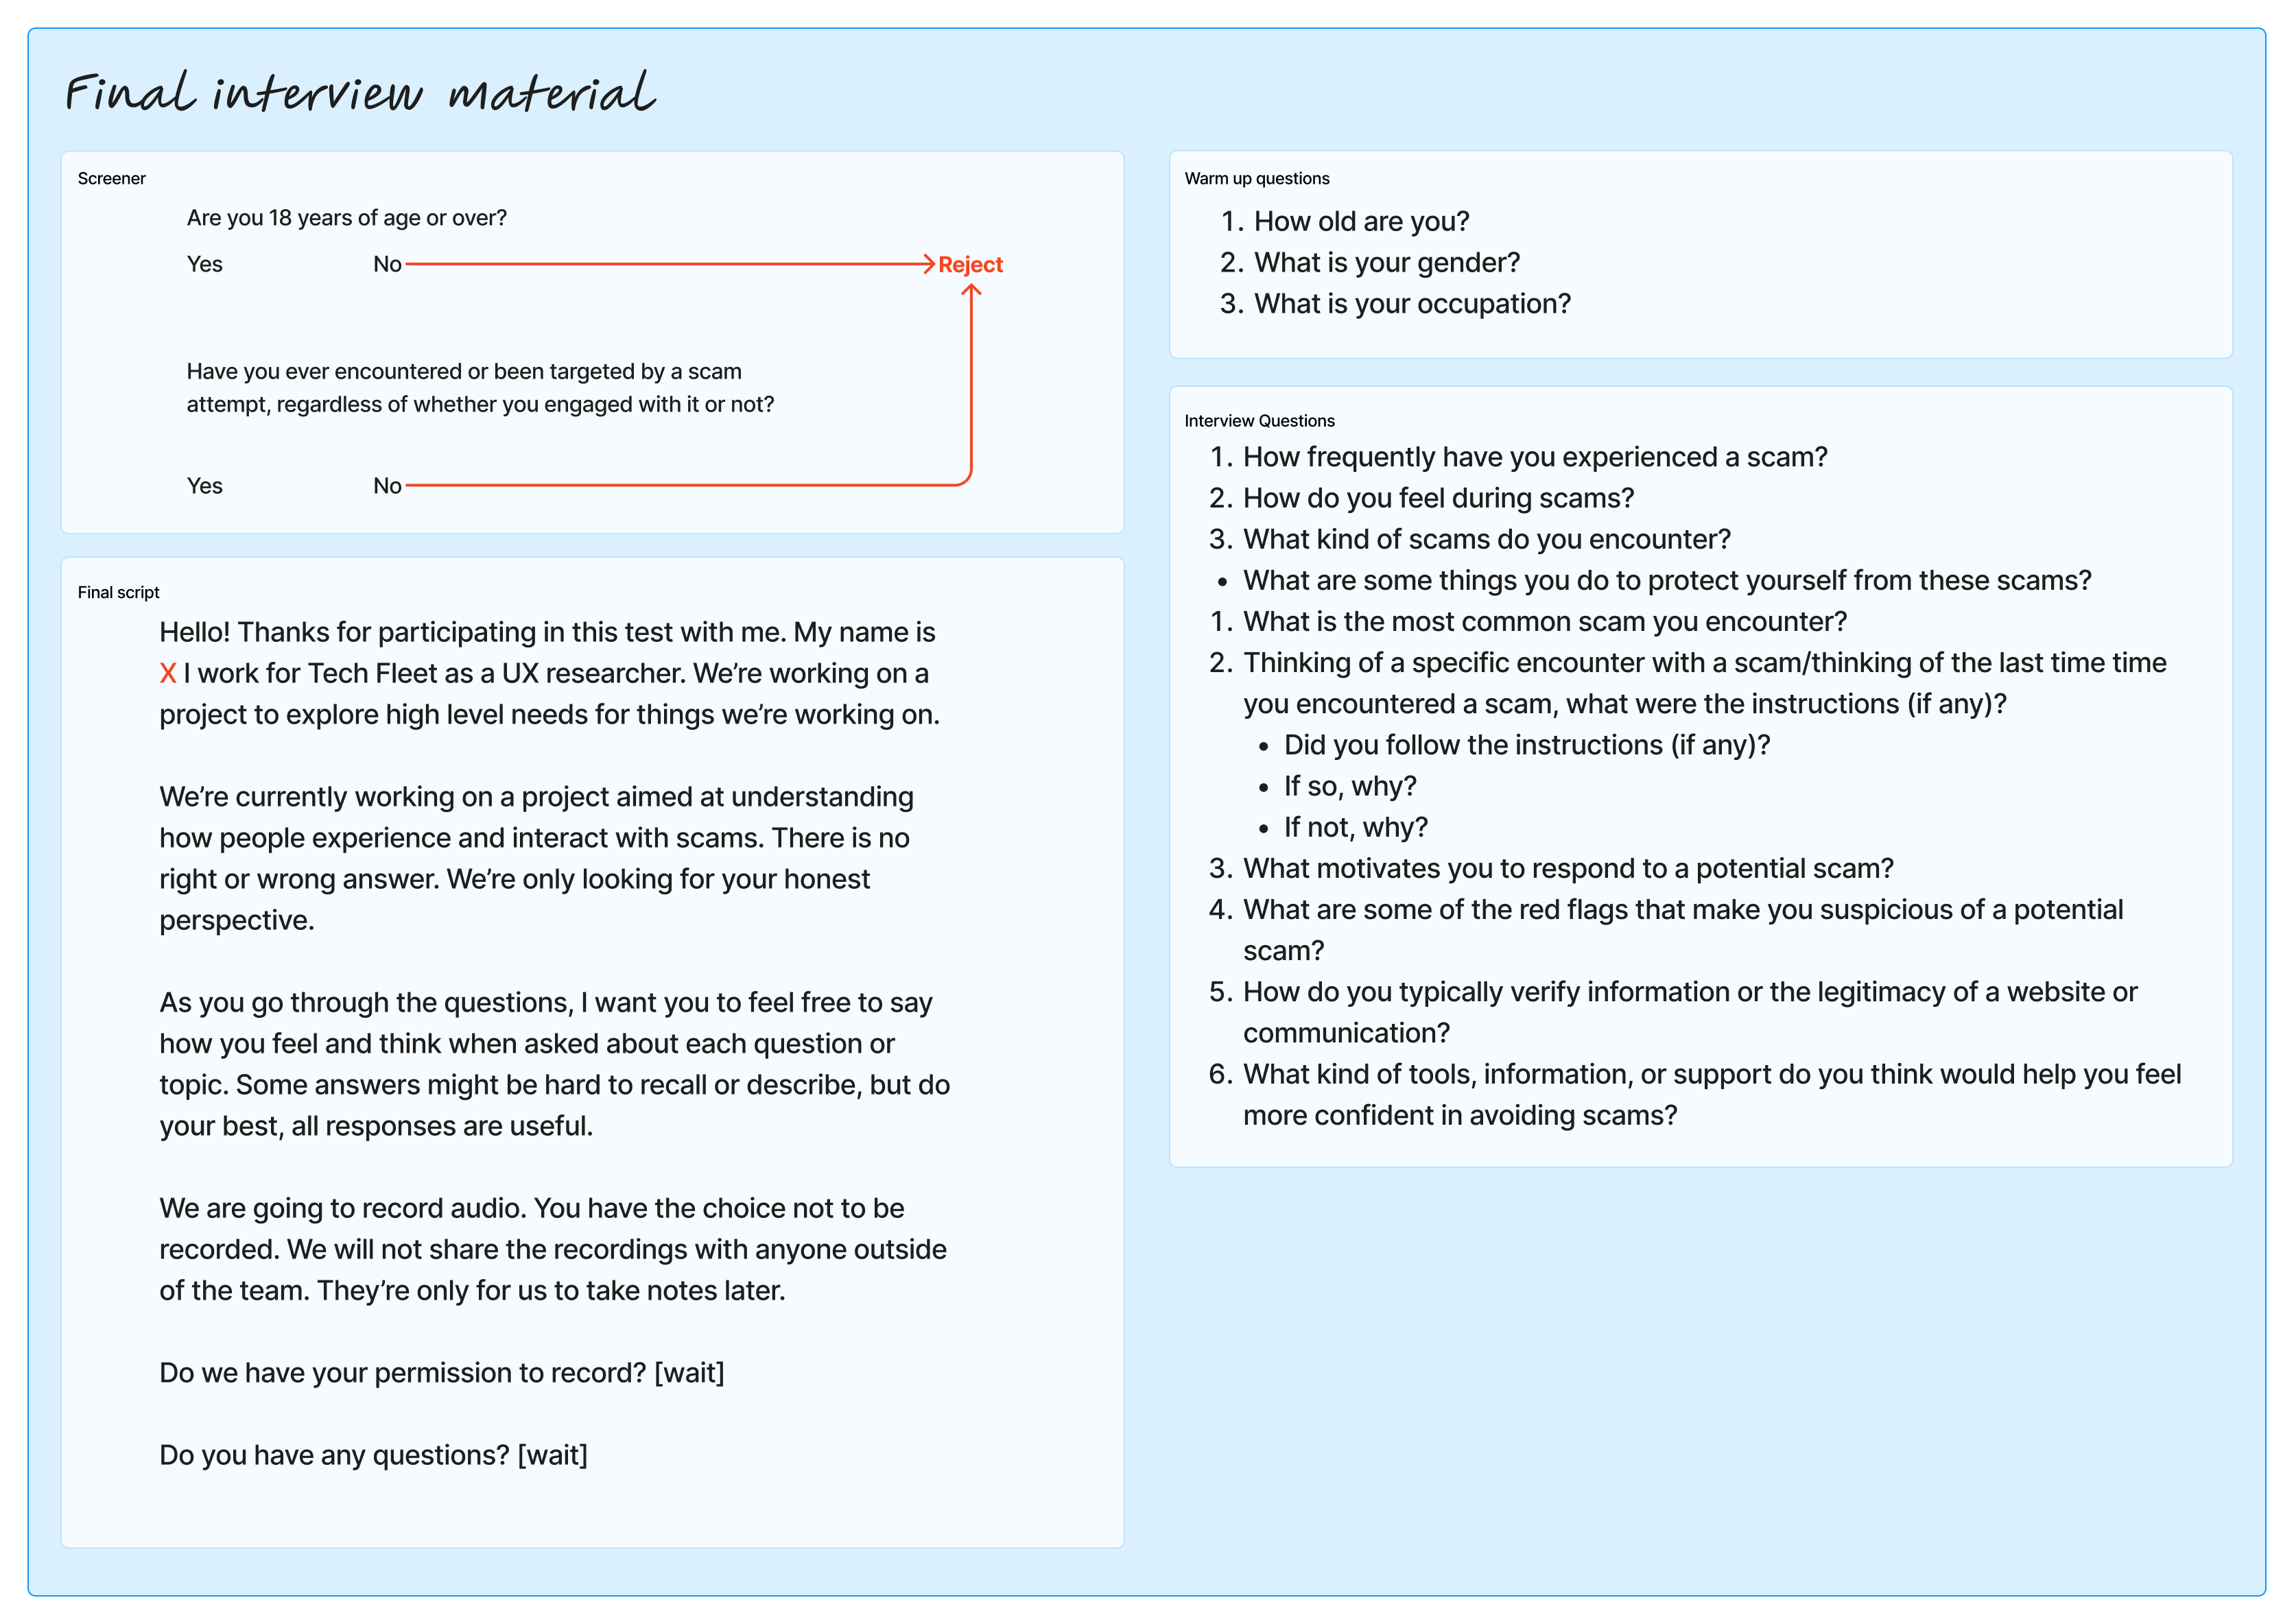 Final interview material
Screener
Are you 18 years of age or over?
Yes No Reject
Have you ever encountered or been targeted by a scam
attempt, regardless of whether you engaged with it or not?
Yes No
Final script
Hello! Thanks for participating in this test with me. My name is
X I work for Tech Fleet as a UX researcher. We’re working on a
project to explore high level needs for things we’re working on.
We’re currently working on a project aimed at understanding
how people experience and interact with scams. There is no
right or wrong answer. We’re only looking for your honest
perspective.
As you go through the questions, I want you to feel free to say
how you feel and think when asked about each question or
topic. Some answers might be hard to recall or describe, but do
your best, all responses are useful.
We are going to record audio. You have the choice not to be
recorded. We will not share the recordings with anyone outside
of the team. They’re only for us to take notes later.
Do we have your permission to record? [wait]
Do you have any questions? [wait]
Warm up questions
1. How old are you?
2. What is your gender?
3. What is your occupation?
Interview Questions
1. How frequently have you experienced a scam?
2. How do you feel during scams?
3. What kind of scams do you encounter?
• What are some things you do to protect yourself from these scams?
1. What is the most common scam you encounter?
2. Thinking of a specific encounter with a scam/thinking of the last time time
you encountered a scam, what were the instructions (if any)?
• Did you follow the instructions (if any)?
• If so, why?
• If not, why?
3. What motivates you to respond to a potential scam?
4. What are some of the red flags that make you suspicious of a potential
scam?
5. How do you typically verify information or the legitimacy of a website or
communication?
6. What kind of tools, information, or support do you think would help you feel
more confident in avoiding scams?